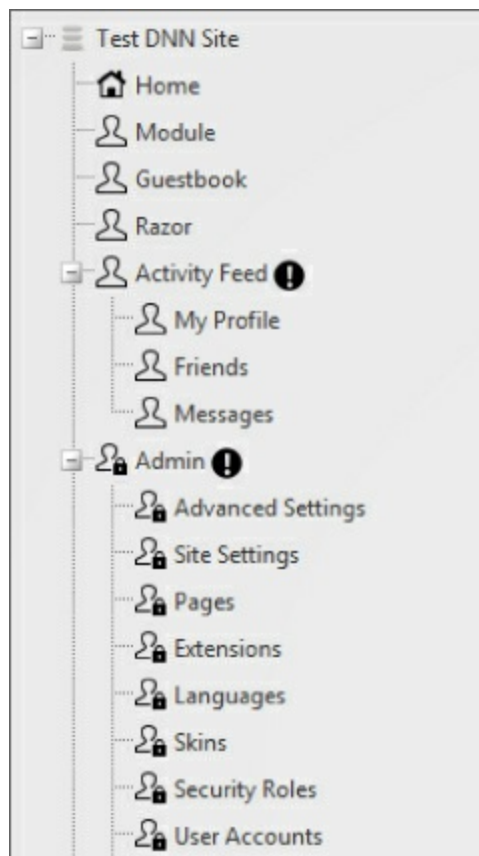 Test DNN Site
Home
Module
Guestbook
Razor
Activity Feed
My Profile
Friends
Messages
Admin
Advanced Settings
Site Settings
Pages
Extensions
Languages
Skins
Security Roles
User Accounts